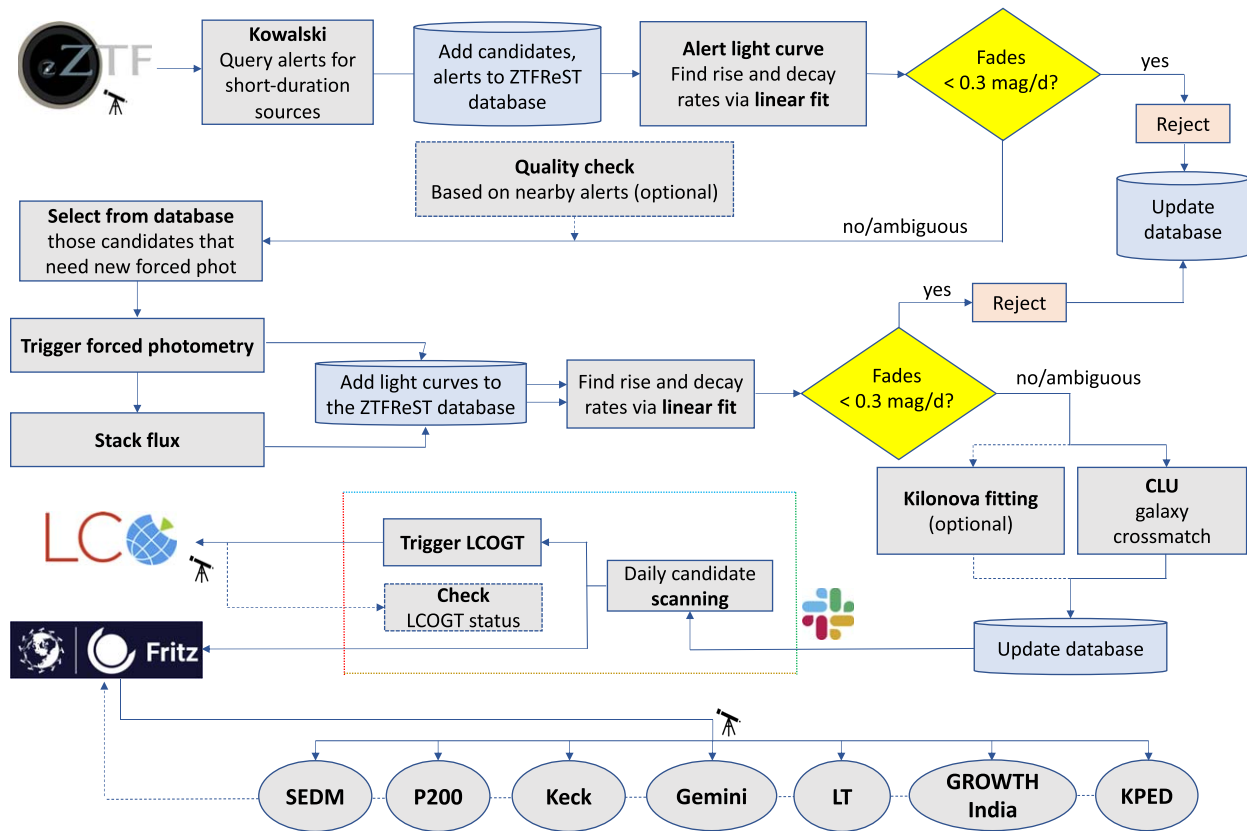 zZTF
Kowalski
Query alerts for
short-duration
sources
Add candidates,
alerts to ZTFReST
database
Alert light curve
Find rise and decay
rates via linear fit
Fades
< 0.3 mag/d?
yes
Reject
Update
database
Quality check
Based on nearby alerts (optional)
no/ambiguous
Select from database
those candidates that
need new forced phot
Trigger forced photometry
Stack flux
Add light curves to
the ZTFReST database
Find rise and decay
rates via linear fit
Fades
< 0.3 mag/d?
yes
Reject
no/ambiguous
Kilonova fitting
(optional)
CLU
galaxy
crossmatch
Update database
Daily candidate
scanning
Trigger LCOGT
Check
LCOGT status
LCO
Fritz
SEDM
P200
Keck
Gemini
LT
GROWTH
India
KPED